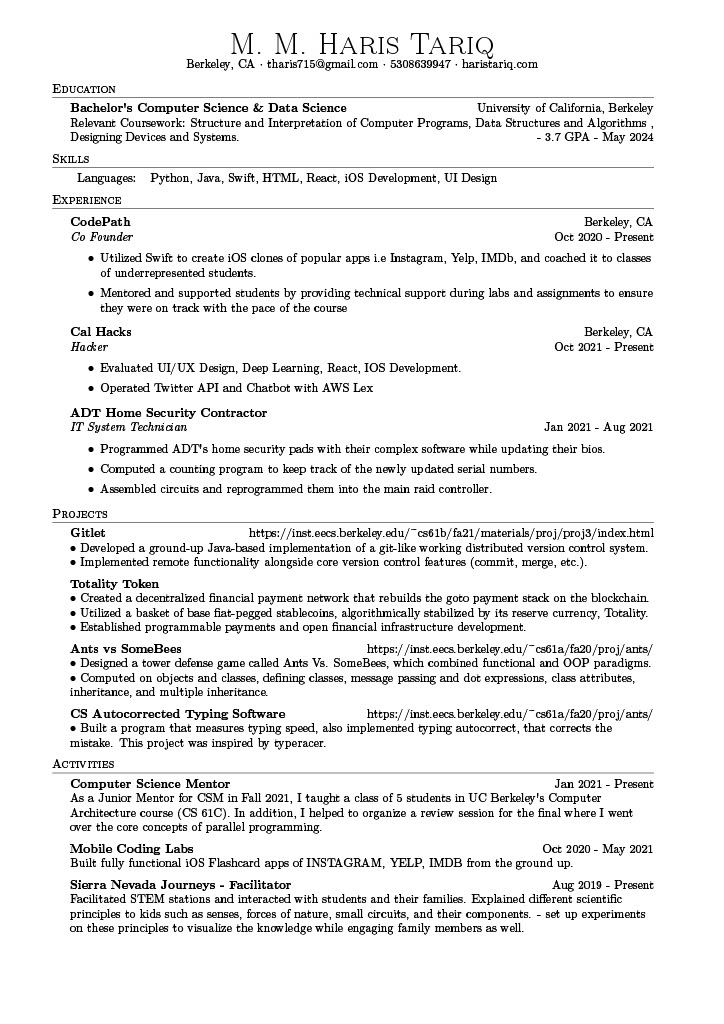 M. M. Haris Tariq
Berkeley, CA · tharis715@gmail.com · 5308639947 · haristariq.com
Education
Bachelor's Computer Science & Data Science University of California, Berkeley
Relevant Coursework: Structure and Interpretation of Computer Programs, Data Structures and Algorithms ,
Designing Devices and Systems. - 3.7 GPA - May 2024
Skills
Languages: Python, Java, Swift, HTML, React, iOS Development, UI Design
Experience
CodePath Berkeley, CA
Co Founder Oct 2020 - Present
• Utilized Swift to create iOS clones of popular apps i.e Instagram, Yelp, IMDb, and coached it to classes
of underrepresented students.
• Mentored and supported students by providing technical support during labs and assignments to ensure
they were on track with the pace of the course
Cal Hacks Berkeley, CA
Hacker Oct 2021 - Present
• Evaluated UI/UX Design, Deep Learning, React, IOS Development.
• Operated Twitter API and Chatbot with AWS Lex
ADT Home Security Contractor
IT System Technician Jan 2021 - Aug 2021
• Programmed ADT's home security pads with their complex software while updating their bios.
• Computed a counting program to keep track of the newly updated serial numbers.
• Assembled circuits and reprogrammed them into the main raid controller.
Projects
Gitlet https://inst.eecs.berkeley.edu/~cs61b/fa21/materials/proj/proj3/index.html
• Developed a ground-up Java-based implementation of a git-like working distributed version control system.
• Implemented remote functionality alongside core version control features (commit, merge, etc.).
Totality Token
• Created a decentralized financial payment network that rebuilds the goto payment stack on the blockchain.
• Utilized a basket of base fiat-pegged stablecoins, algorithmically stabilized by its reserve currency, Totality.
• Established programmable payments and open financial infrastructure development.
Ants vs SomeBees https://inst.eecs.berkeley.edu/~cs61a/fa20/proj/ants/
• Designed a tower defense game called Ants Vs. SomeBees, which combined functional and OOP paradigms.
• Computed on objects and classes, defining classes, message passing and dot expressions, class attributes,
inheritance, and multiple inheritance.
CS Autocorrected Typing Software https://inst.eecs.berkeley.edu/~cs61a/fa20/proj/ants/
• Built a program that measures typing speed, also implemented typing autocorrect, that corrects the
mistake. This project was inspired by typeracer.
Activities
Computer Science Mentor Jan 2021 - Present
As a Junior Mentor for CSM in Fall 2021, I taught a class of 5 students in UC Berkeley's Computer
Architecture course (CS 61C). In addition, I helped to organize a review session for the final where I went
over the core concepts of parallel programming.
Mobile Coding Labs Oct 2020 - May 2021
Built fully functional iOS Flashcard apps of INSTAGRAM, YELP, IMDB from the ground up.
Sierra Nevada Journeys - Facilitator Aug 2019 - Present
Facilitated STEM stations and interacted with students and their families. Explained different scientific
principles to kids such as senses, forces of nature, small circuits, and their components. - set up experiments
on these principles to visualize the knowledge while engaging family members as well.